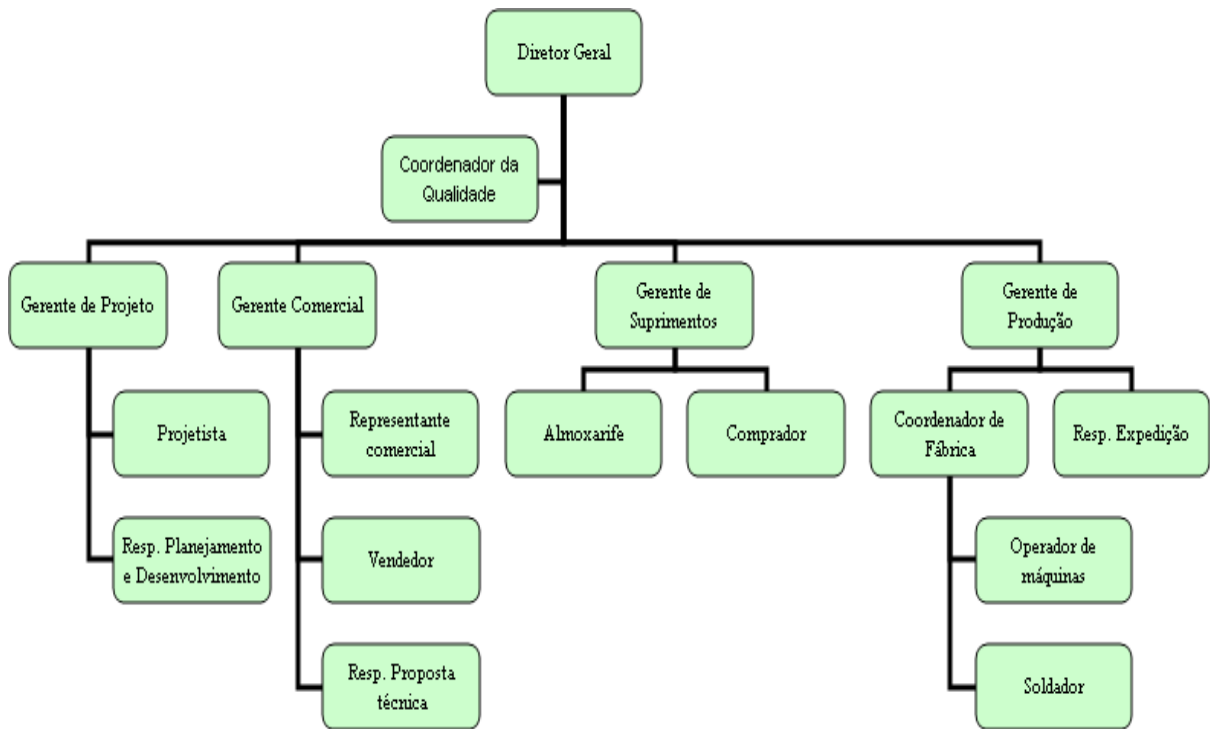 Diretor Geral
Coordenador da
Qualidade
Gerente de Projeto
Gerente Comercial
Gerente de
Suprimentos
Gerente de
Produção
Projetista
Representante
comercial
Almoxarife
Comprador
Coordenador de
Fábrica
Resp. Expedição
Resp. Planejamento
e Desenvolvimento
Vendedor
Operador de
máquinas
Resp. Proposta
técnica
Soldador